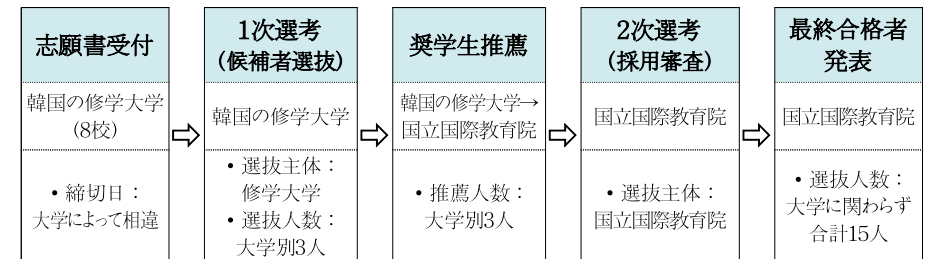 志願書受付
韓国の修学大学
(8校)
• 締切日：
大学によって相違
1次選考
(候補者選抜)
韓国の修学大学
• 選抜主体：
修学大学
• 選抜人数：
大学別3人
奨学生推薦
韓国の修学大学→
国立国際教育院
• 推薦人数：
大学別3人
2次選考
(採用審査)
国立国際教育院
• 選抜主体：
国立国際教育院
最終合格者
発表
国立国際教育院
• 選抜人数：
大学に関わらず
合計15人